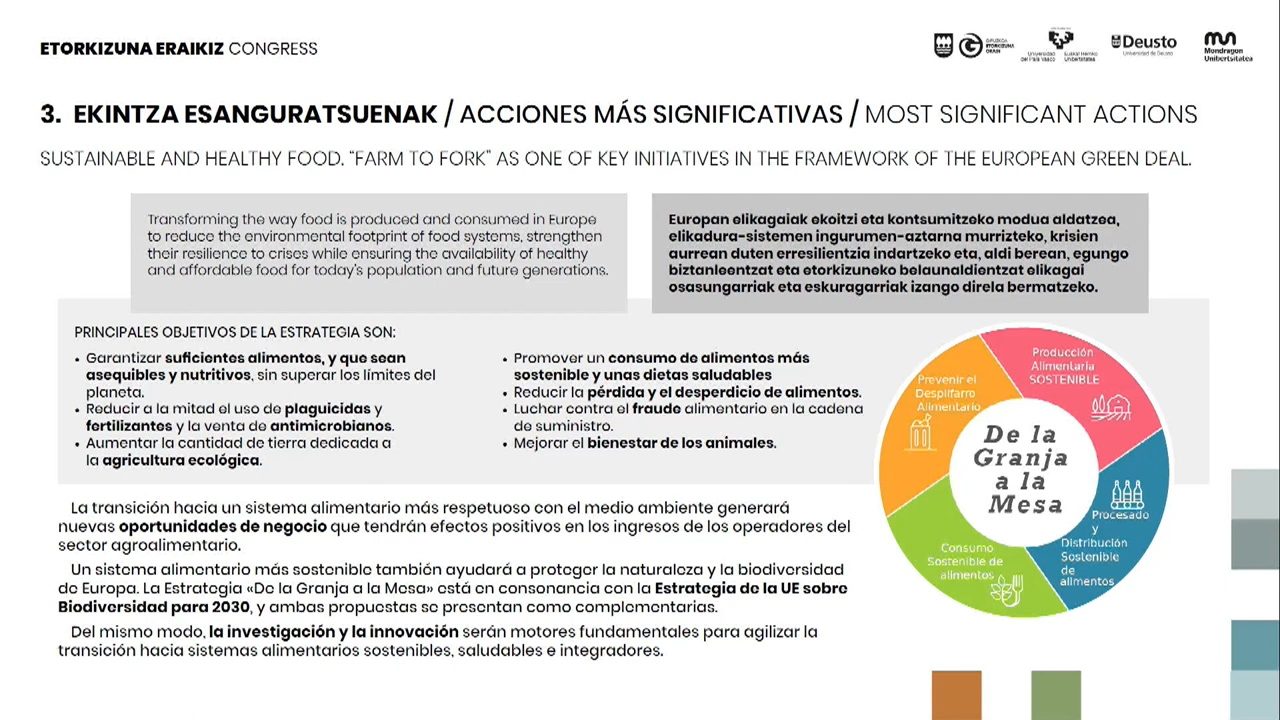 ETORKIZUNA ERAIKIZ CONGRESS
GIPUZKOA
ETORKIZUNA
ORAIN
Universidad
del País Vasco
Euskal Herriko
Unibertsitatea
Deusto
Universidad de Deusto
Mondragon
Unibertsitatea
3. EKINTZA ESANGURATSUENAK / ACCIONES MÁS SIGNIFICATIVAS / MOST SIGNIFICANT ACTIONS
SUSTAINABLE AND HEALTHY FOOD. “FARM TO FORK” AS ONE OF KEY INITIATIVES IN THE FRAMEWORK OF THE EUROPEAN GREEN DEAL.
Transforming the way food is produced and consumed in Europe
to reduce the environmental footprint of food systems, strengthen
their resilience to crises while ensuring the availability of healthy
and affordable food for today's population and future generations.
Europan elikagaiak ekoitzi eta kontsumitzeko modua aldatzea,
elikadura-sistemen ingurumen-aztarna murrizteko, krisien
aurrean duten erresilientzia indartzeko eta, aldi berean, egungo
biztanleentzat eta etorkizuneko belaunaldientzat elikagai
osasungarriak eta eskuragarriak izango direla bermatzeko.
PRINCIPALES OBJETIVOS DE LA ESTRATEGIA SON:
• Garantizar suficientes alimentos, y que sean
asequibles y nutritivos, sin superar los límites del
planeta.
• Reducir a la mitad el uso de plaguicidas y
fertilizantes y la venta de antimicrobianos.
• Aumentar la cantidad de tierra dedicada a
la agricultura ecológica.
• Promover un consumo de alimentos más
sostenible y unas dietas saludables
• Reducir la pérdida y el desperdicio de alimentos.
• Luchar contra el fraude alimentario en la cadena
de suministro.
• Mejorar el bienestar de los animales.
Prevenir el
Despilfarro
Alimentario
Producción
Alimentaria
SOSTENIBLE
De la
Granja
a la
Mesa
Procesado
y
Distribución
Sostenible
de
alimentos
Consumo
Sostenible de
alimentos
La transición hacia un sistema alimentario más respetuoso con el medio ambiente generará
nuevas oportunidades de negocio que tendrán efectos positivos en los ingresos de los operadores del
sector agroalimentario.
Un sistema alimentario más sostenible también ayudará a proteger la naturaleza y la biodiversidad
de Europa. La Estrategia «De la Granja a la Mesa» está en consonancia con la Estrategia de la UE sobre
Biodiversidad para 2030, y ambas propuestas se presentan como complementarias.
Del mismo modo, la investigación y la innovación serán motores fundamentales para agilizar la
transición hacia sistemas alimentarios sostenibles, saludables e integradores.